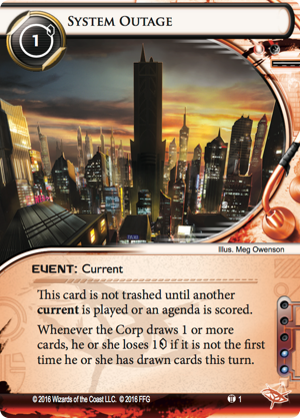 System Outage
1
Illus. Meg Owenson
EVENT: Current
This card is not trashed until another
current is played or an agenda is scored.
Whenever the Corp draws 1 or more
cards, he or she loses 1 if it is not the first
time he or she has drawn cards this turn.
© 2016 Wizards of the Coast LLC. © 2016 FFG
1